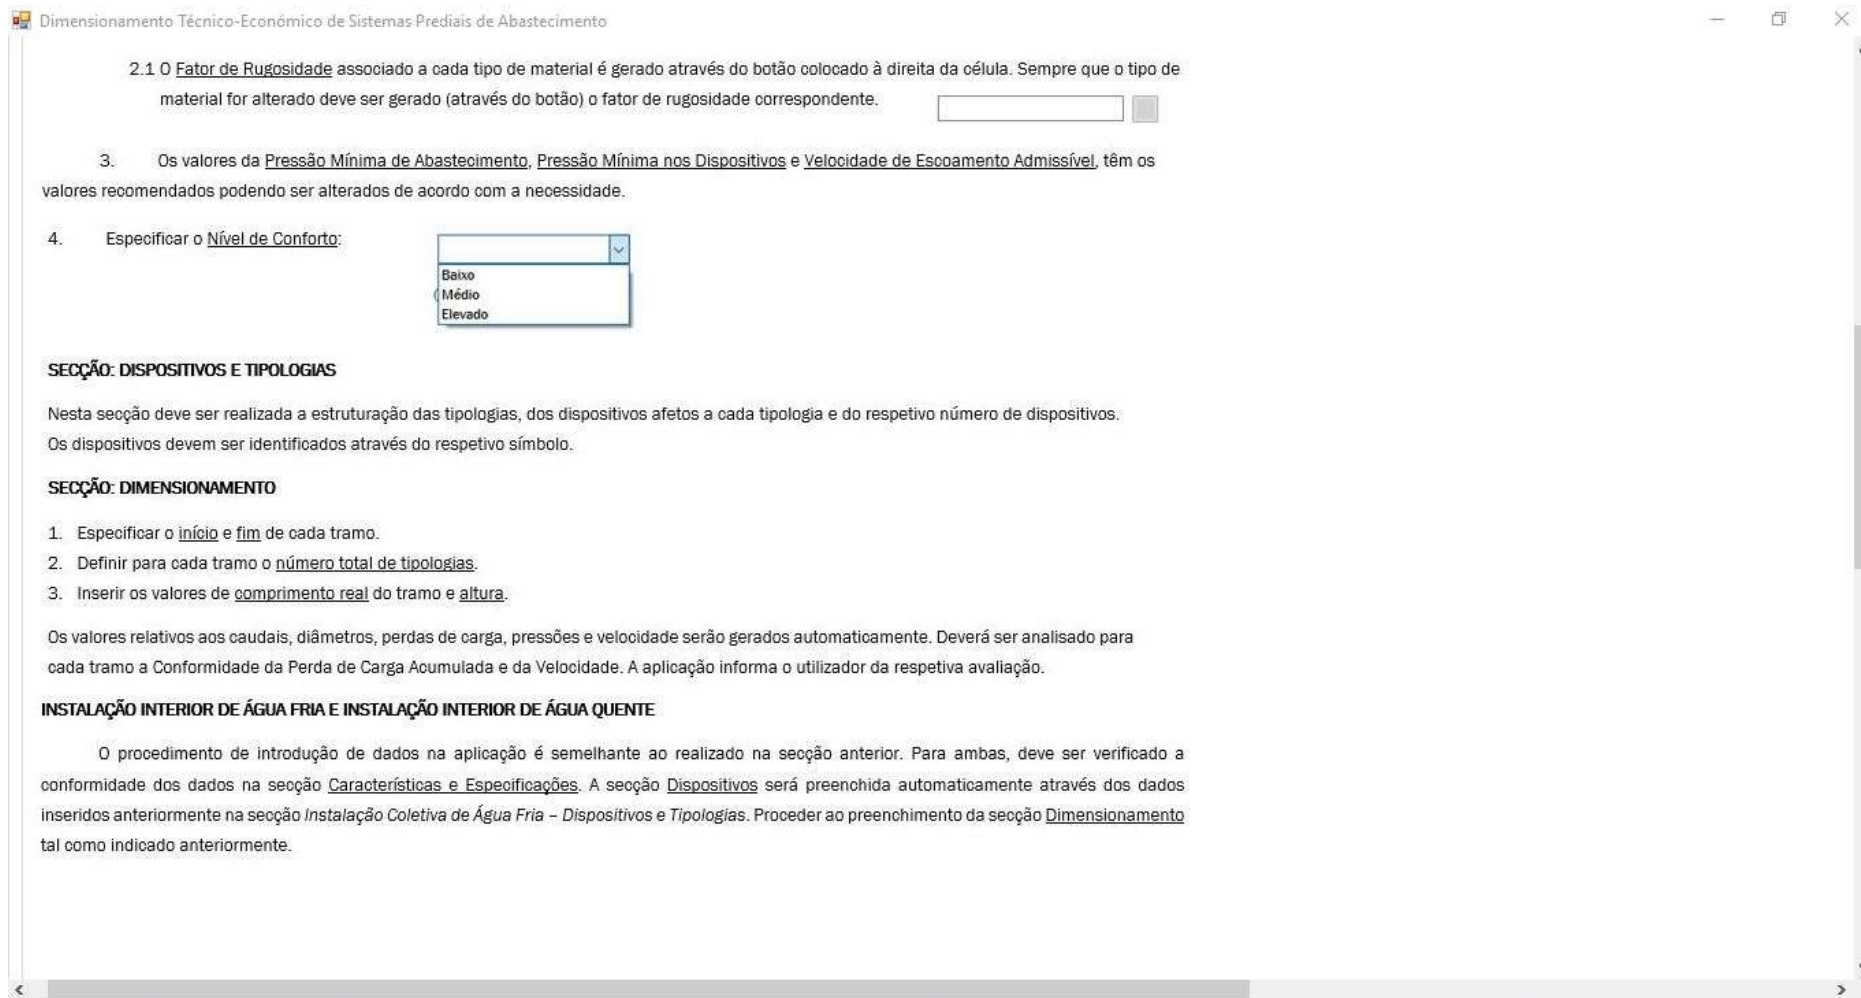 Dimensionamento Técnico-Económico de Sistemas Prediais de Abastecimento
2.1 O Fator de Rugosidade associado a cada tipo de material é gerado através do botão colocado à direita da célula. Sempre que o tipo de
material for alterado deve ser gerado (através do botão) o fator de rugosidade correspondente.
3. Os valores da Pressão Mínima de Abastecimento, Pressão Mínima nos Dispositivos e Velocidade de Escoamento Admissível, têm os
valores recomendados podendo ser alterados de acordo com a necessidade.
4. Especificar o Nível de Conforto:
Baixo
(Médio
Elevado
SECÇÃO: DISPOSITIVOS E TIPOLOGIAS
Nesta secção deve ser realizada a estruturação das tipologias, dos dispositivos afetos a cada tipologia e do respetivo número de dispositivos.
Os dispositivos devem ser identificados através do respetivo símbolo.
SECÇÃO: DIMENSIONAMENTO
1. Especificar o início e fim de cada tramo.
2. Definir para cada tramo o número total de tipologias.
3. Inserir os valores de comprimento real do tramo e altura.
Os valores relativos aos caudais, diâmetros, perdas de carga, pressões e velocidade serão gerados automaticamente. Deverá ser analisado para
cada tramo a Conformidade da Perda de Carga Acumulada e da Velocidade. A aplicação informa o utilizador da respetiva avaliação.
INSTALAÇÃO INTERIOR DE ÁGUA FRIA E INSTALAÇÃO INTERIOR DE ÁGUA QUENTE
O procedimento de introdução de dados na aplicação é semelhante ao realizado na secção anterior. Para ambas, deve ser verificado a
conformidade dos dados na secção Características e Especificações. A secção Dispositivos será preenchida automaticamente através dos dados
inseridos anteriormente na secção Instalação Coletiva de Água Fria – Dispositivos e Tipologias. Proceder ao preenchimento da secção Dimensionamento
tal como indicado anteriormente.